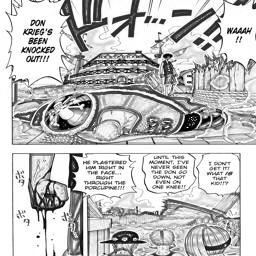 WAAAH
!!
DON
KRIEG'S
BEEN
KNOCKED
OUT!!!
I DON'T
GET IT!
WHAT
THAT
KID!?
UNTIL THIS
MOMENT, I'VE
NEVER SEEN
THE DON GO
DOWN, NOT
EVEN ON
ONE KNEE!!
HE PLASTERED
HIM RIGHT
IN THE
FACE...
RIGHT
THROUGH THE
PORCUPINE!!!